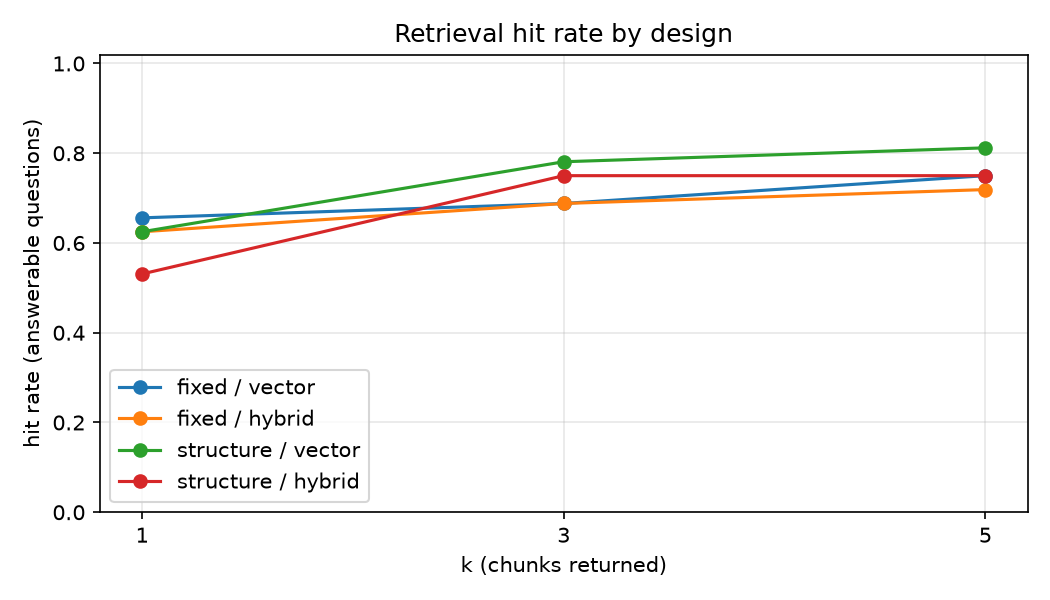 Retrieval hit rate by design
hit rate (answerable questions)
1.0
0.8
0.6
0.4
0.2
0.0
fixed / vector
fixed / hybrid
structure / vector
structure / hybrid
1 3 5
k (chunks returned)